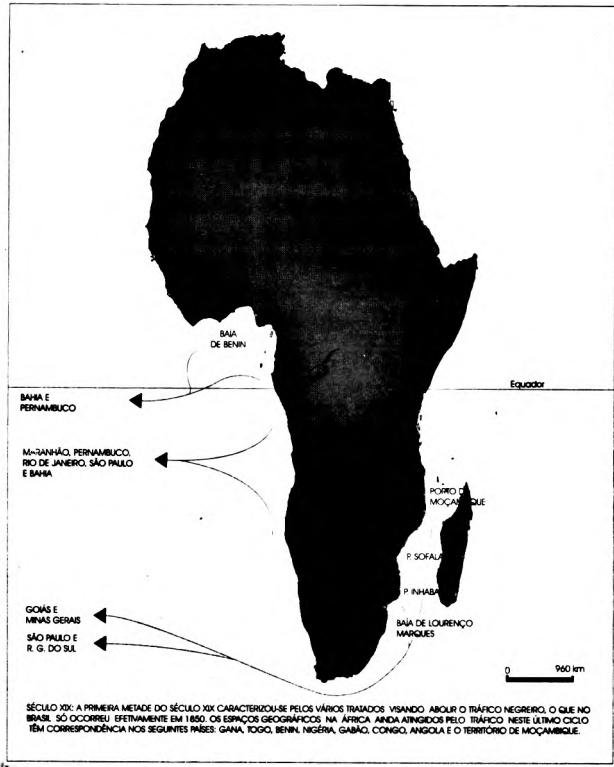 BAÍA
DE BENIN
Equador
BAHIA E
PERNAMBUCO
MARANHÃO, PERNAMBUCO,
RIO DE JANEIRO, SÃO PAULO
E BAHIA
PORTO D
MOÇAMBIQUE
P. SOFALA
P. INHABA
GOIÁS E
MINAS GERAIS
BAÍA DE LOURENÇO
MARQUES
SÃO PAULO E
R. G. DO SUL
0 960 km
SÉCULO XIX: A PRIMEIRA METADE DO SÉCULO XIX CARACTERIZOU-SE PELOS VÁRIOS TRATADOS VISANDO ABOLIR O TRÁFICO NEGREIRO, O QUE NO
BRASIL SÓ OCORREU EFETIVAMENTE EM 1850. OS ESPAÇOS GEOGRÁFICOS NA ÁFRICA AINDA ATINGIDOS PELO TRÁFICO NESTE ÚLTIMO CICLO
TÊM CORRESPONDÊNCIA NOS SEGUINTES PAÍSES: GANA, TOGO, BENIN, NIGÉRIA, GABÃO, CONGO, ANGOLA E O TERRITÓRIO DE MOÇAMBIQUE.